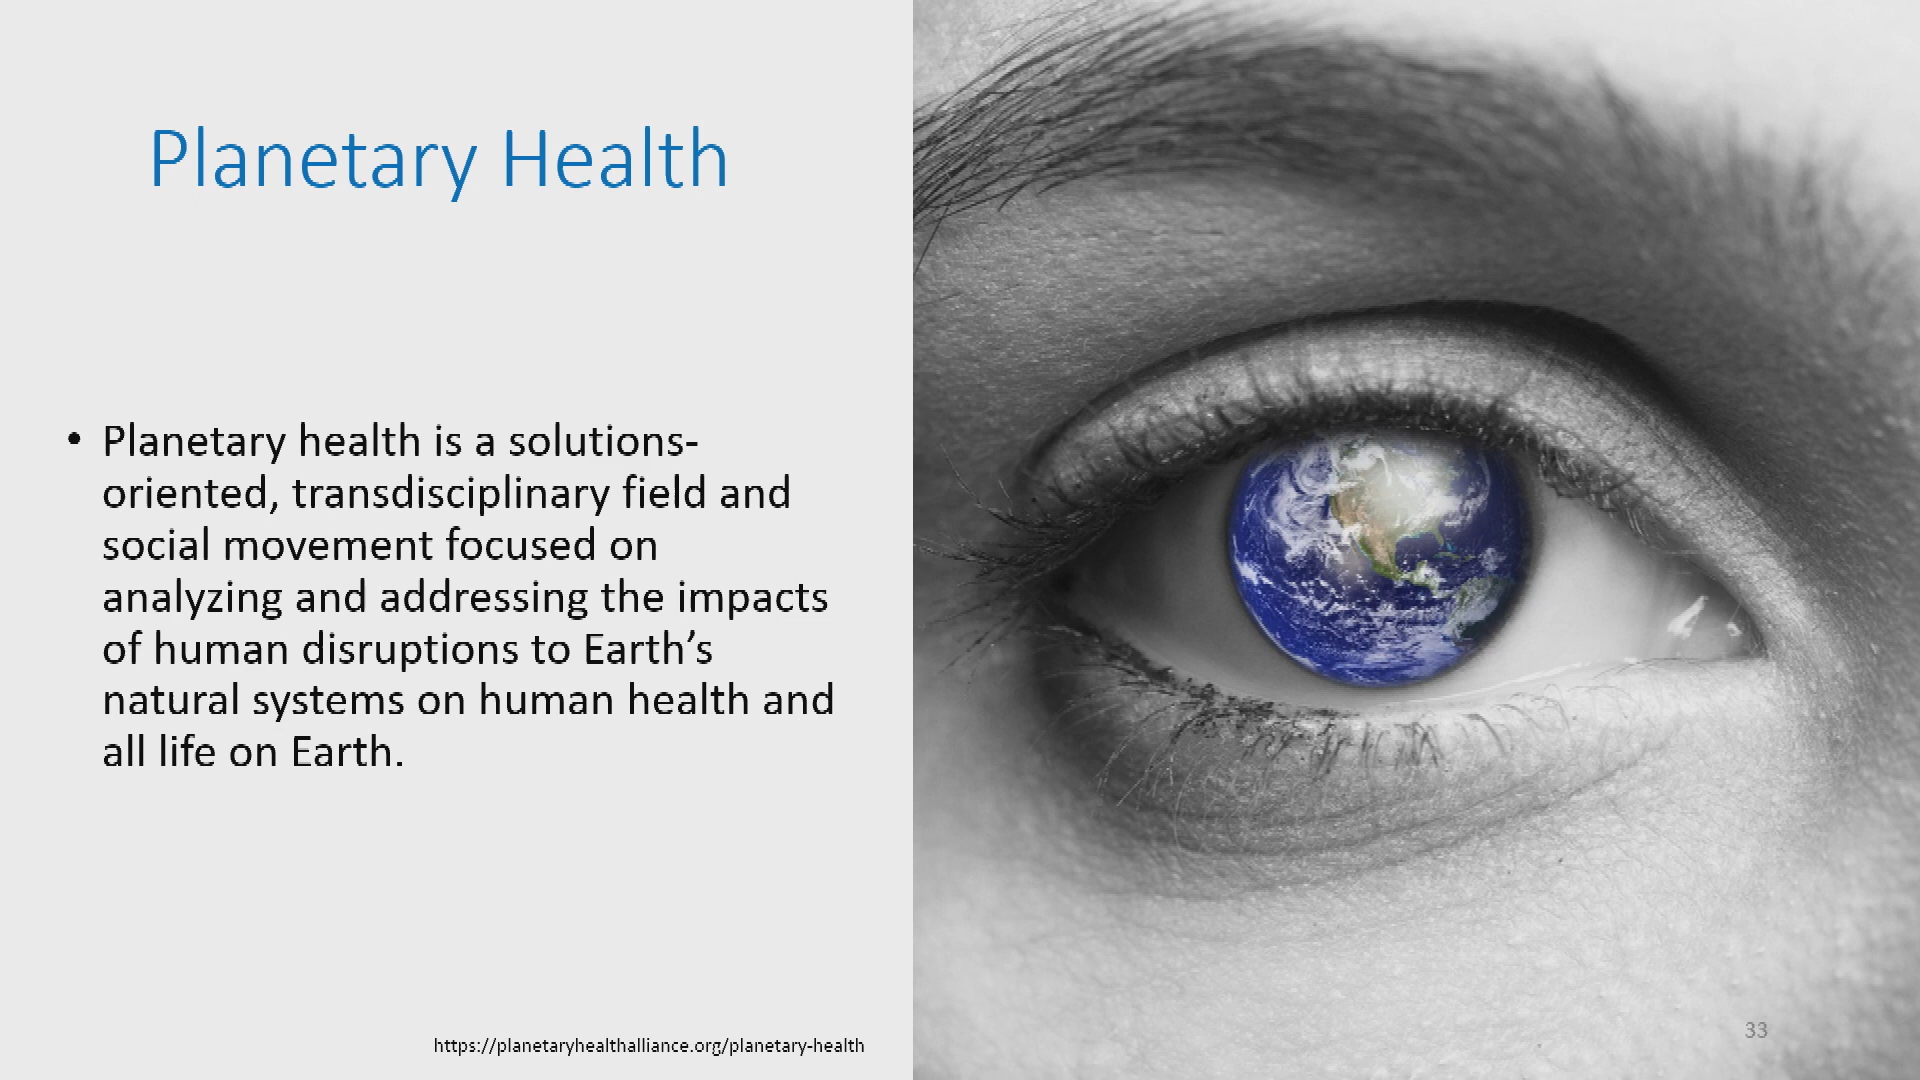 Planetary Health
• Planetary health is a solutions-
oriented, transdisciplinary field and
social movement focused on
analyzing and addressing the impacts
of human disruptions to Earth’s
natural systems on human health and
all life on Earth.
https://planetaryhealthalliance.org/planetary-health
33